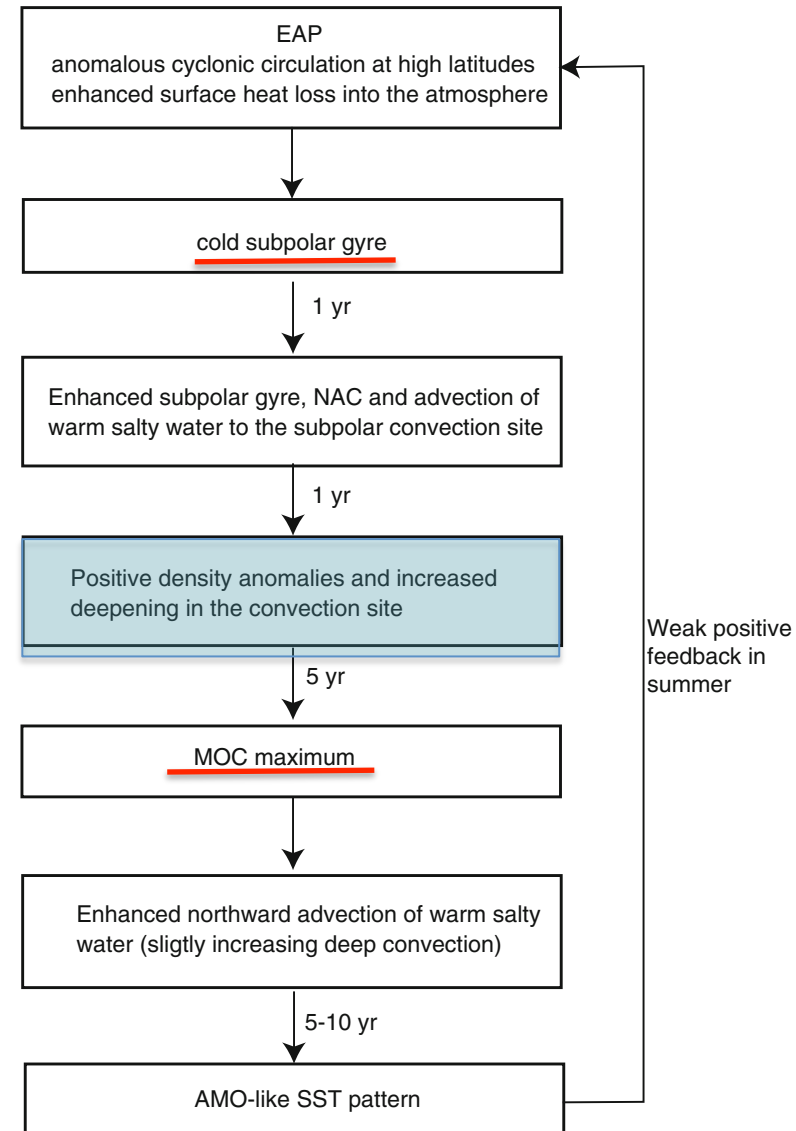 EAP
anomalous cyclonic circulation at high latitudes
enhanced surface heat loss into the atmosphere
cold subpolar gyre
1 yr
Enhanced subpolar gyre, NAC and advection of
warm salty water to the subpolar convection site
1 yr
Positive density anomalies and increased
deepening in the convection site
5 yr
MOC maximum
Enhanced northward advection of warm salty
water (sligtly increasing deep convection)
5-10 yr
AMO-like SST pattern
Weak positive
feedback in
summer